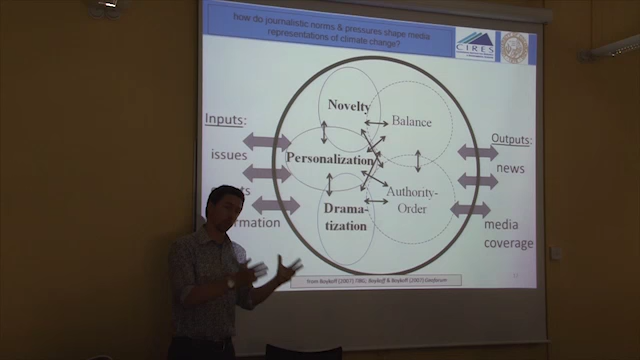 how do journalistic norms & pressures shape media
representations of climate change?
CIRES
Inputs:
issues
Novelty
Personalization
Drama-
tization
Balance
Authority-
Order
Outputs:
news
media
coverage
from Boykoff (2007) TIBG, Boykoff & Boykoff (2007) Geoforum